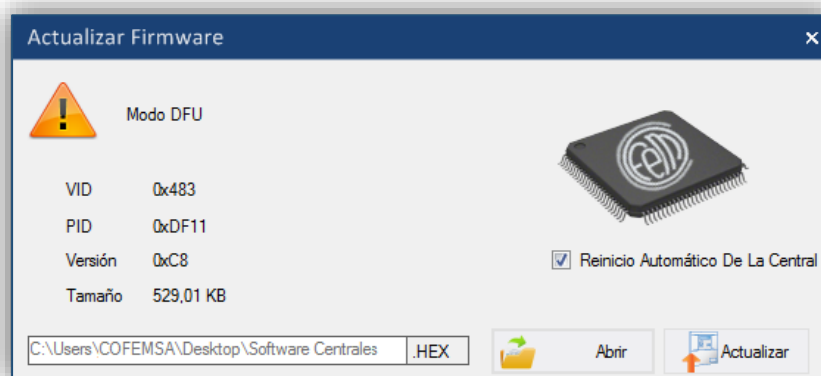 Actualizar Firmware
Modo DFU
VID 0x483
PID 0xDF11
Versión 0xC8
Tamaño 529,01 KB
Reinicio Automático De La Central
C:\Users\COFEMSA\Desktop\Software Centrales .HEX
Abrir
Actualizar